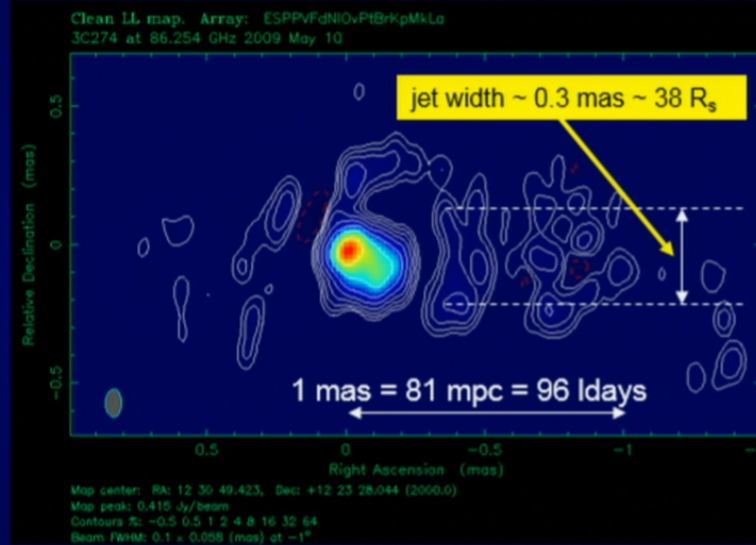 Clean LL map. Array: ESPPVFdNlOvPtBrKpMkLa
3C274 at 86.254 GHz 2009 May 10
jet width ~ 0.3 mas ~ 38 Rs
Relative Declination (mas)
0.5
0
−0.5
1 mas = 81 mpc = 96 ldays
0.5 0 −0.5 −1
Right Ascension (mas)
Map center: RA: 12 30 49.423, Dec: +12 23 28.044 (2000.0)
Map peak: 0.415 Jy/beam
Contours %: −0.5 0.5 1 2 4 8 16 32 64
Beam FWHM: 0.1 x 0.058 (mas) at −1°